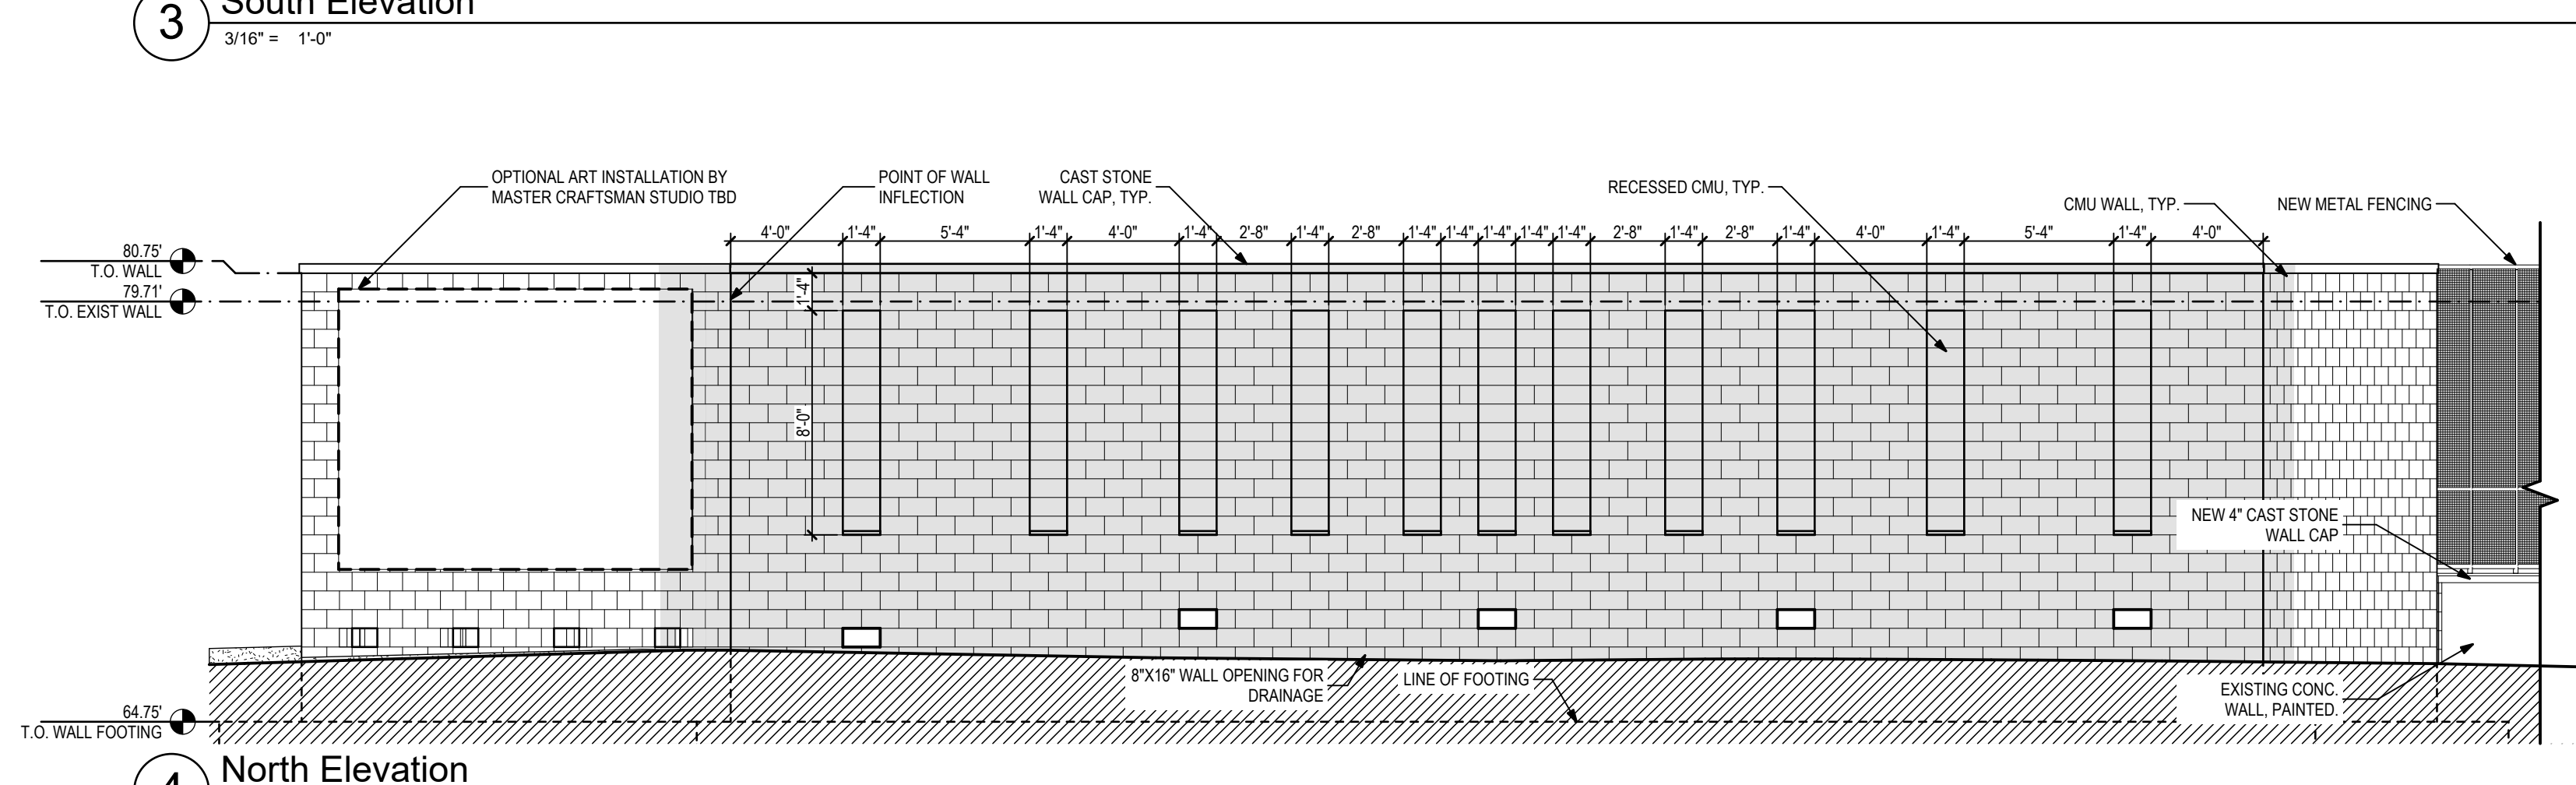 3 South Elevation
3/16" = 1'-0"
OPTIONAL ART INSTALLATION BY
MASTER CRAFTSMAN STUDIO TBD
POINT OF WALL
INFLECTION
CAST STONE
WALL CAP, TYP.
RECESSED CMU, TYP.
CMU WALL, TYP.
NEW METAL FENCING
4'-0" 1'-4" 5'-4" 1'-4" 4'-0" 1'-4" 2'-8" 1'-4" 2'-8" 1'-4" 1'-4" 1'-4" 1'-4" 1'-4" 2'-8" 1'-4" 2'-8" 1'-4" 4'-0" 1'-4" 5'-4" 1'-4" 4'-0"
80.75'
T.O. WALL
79.71'
T.O. EXIST WALL
1'-4"
8'-0"
NEW 4" CAST STONE
WALL CAP
8"X16" WALL OPENING FOR
DRAINAGE
LINE OF FOOTING
EXISTING CONC.
WALL, PAINTED.
64.75'
T.O. WALL FOOTING
4 North Elevation